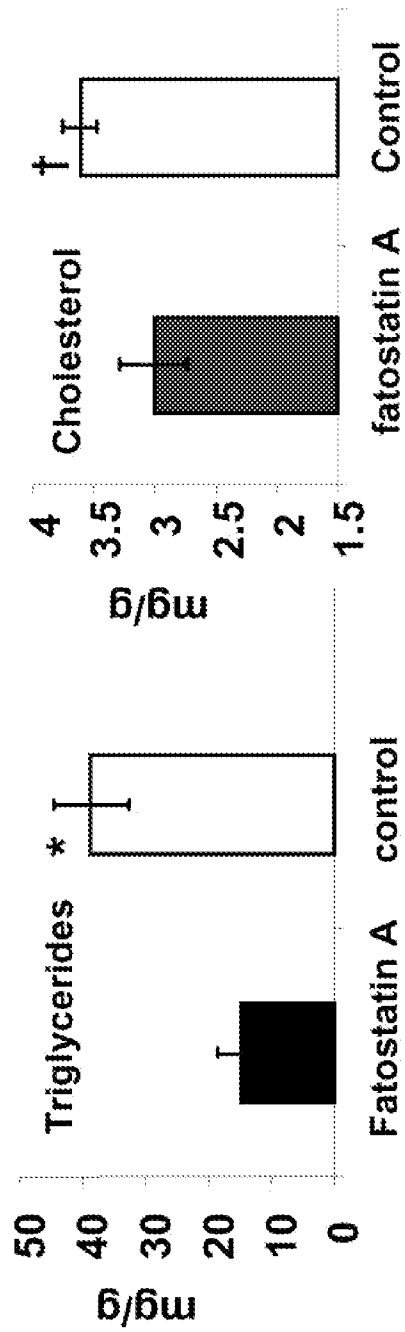 Triglycerides
*
mg/g
50
40
30
20
10
0
Fatostatin A
control
Cholesterol
†
mg/g
4
3.5
3
2.5
2
1.5
fatostatin A
Control